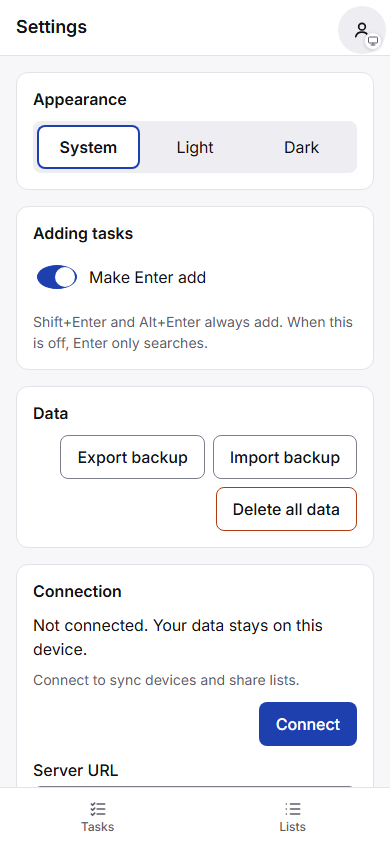 Settings
Appearance
System Light Dark
Adding tasks
Make Enter add
Shift+Enter and Alt+Enter always add. When this
is off, Enter only searches.
Data
Export backup Import backup
Delete all data
Connection
Not connected. Your data stays on this
device.
Connect to sync devices and share lists.
Connect
Server URL
Tasks Lists